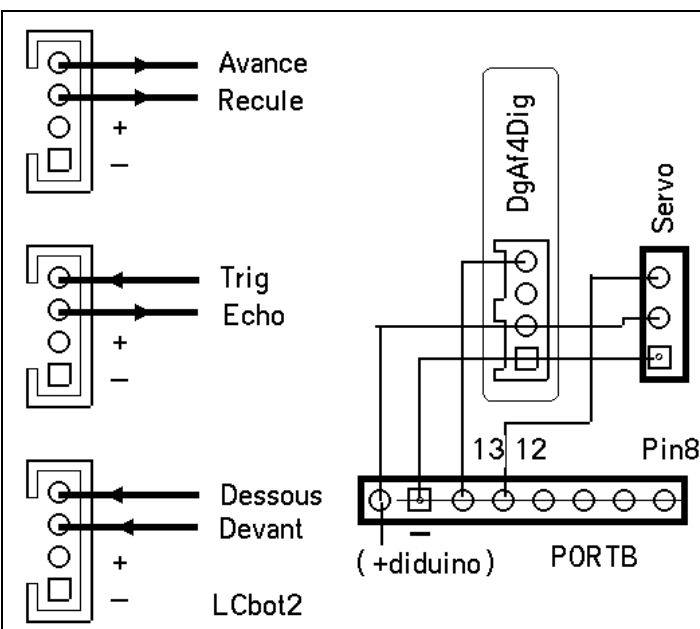 Avance
Recule
+
–
Trig
Echo
+
–
Dessous
Devant
+
–
LCbot2
DgAf4Dig
Servo
13 12
Pin8
–
(+diduino)
PORTB